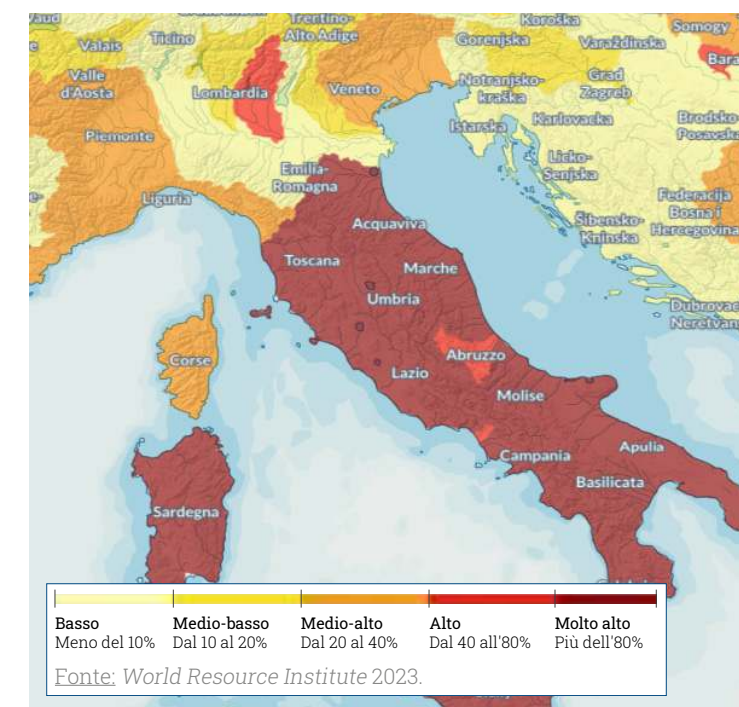 Vaud
Trentino-
Alto Adige
Koroška
Somogy
Valais
Ticino
Gorenjska
Varaždinska
Bara
Valle
d'Aosta
Lombardia
Veneto
Notranjsko-
kraška
Grad
Zagreb
Piemonte
Istarska
Karlovačka
Brodsko-
Posavska
Emilia-
Romagna
Ličko-
Senjska
Liguria
Federacija
Bosna i
Hercegovina
Acquaviva
Šibensko-
Kninska
Toscana
Marche
Umbria
Dubrovač
Neretvan
Corse
Abruzzo
Lazio
Molise
Apulia
Campania
Basilicata
Sardegna
Basso
Meno del 10%
Medio-basso
Dal 10 al 20%
Medio-alto
Dal 20 al 40%
Alto
Dal 40 all'80%
Molto alto
Più dell'80%
Fonte: World Resource Institute 2023.